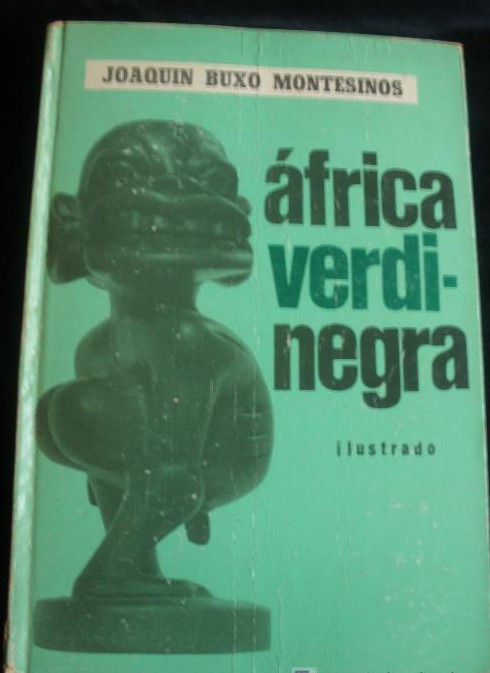 JOAQUIN BUXO MONTESINOS
áfrica
verdi-
negra
ilustrado